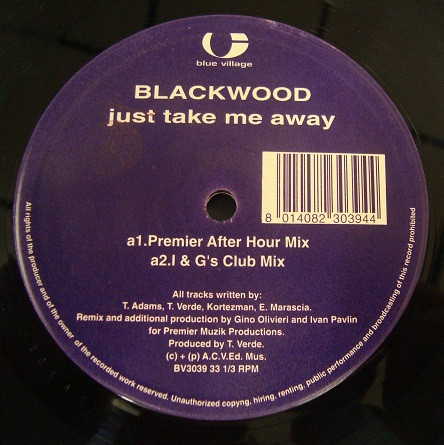 blue village
BLACKWOOD
just take me away
8 014082 303944
a1.Premier After Hour Mix
a2.I & G's Club Mix
All tracks written by:
T. Adams, T. Verde, Kortezman, E. Marascia.
Remix and additional production by Gino Olivieri and Ivan Pavlin
for Premier Muzik Productions.
Produced by T. Verde.
(c) + (p) A.C.V.Ed. Mus.
BV3039 33 1/3 RPM
All rights of the producer and of the owner of the recorded work reserved. Unauthorized copyng, hiring, renting, public performance and broadcasting of this record prohibited